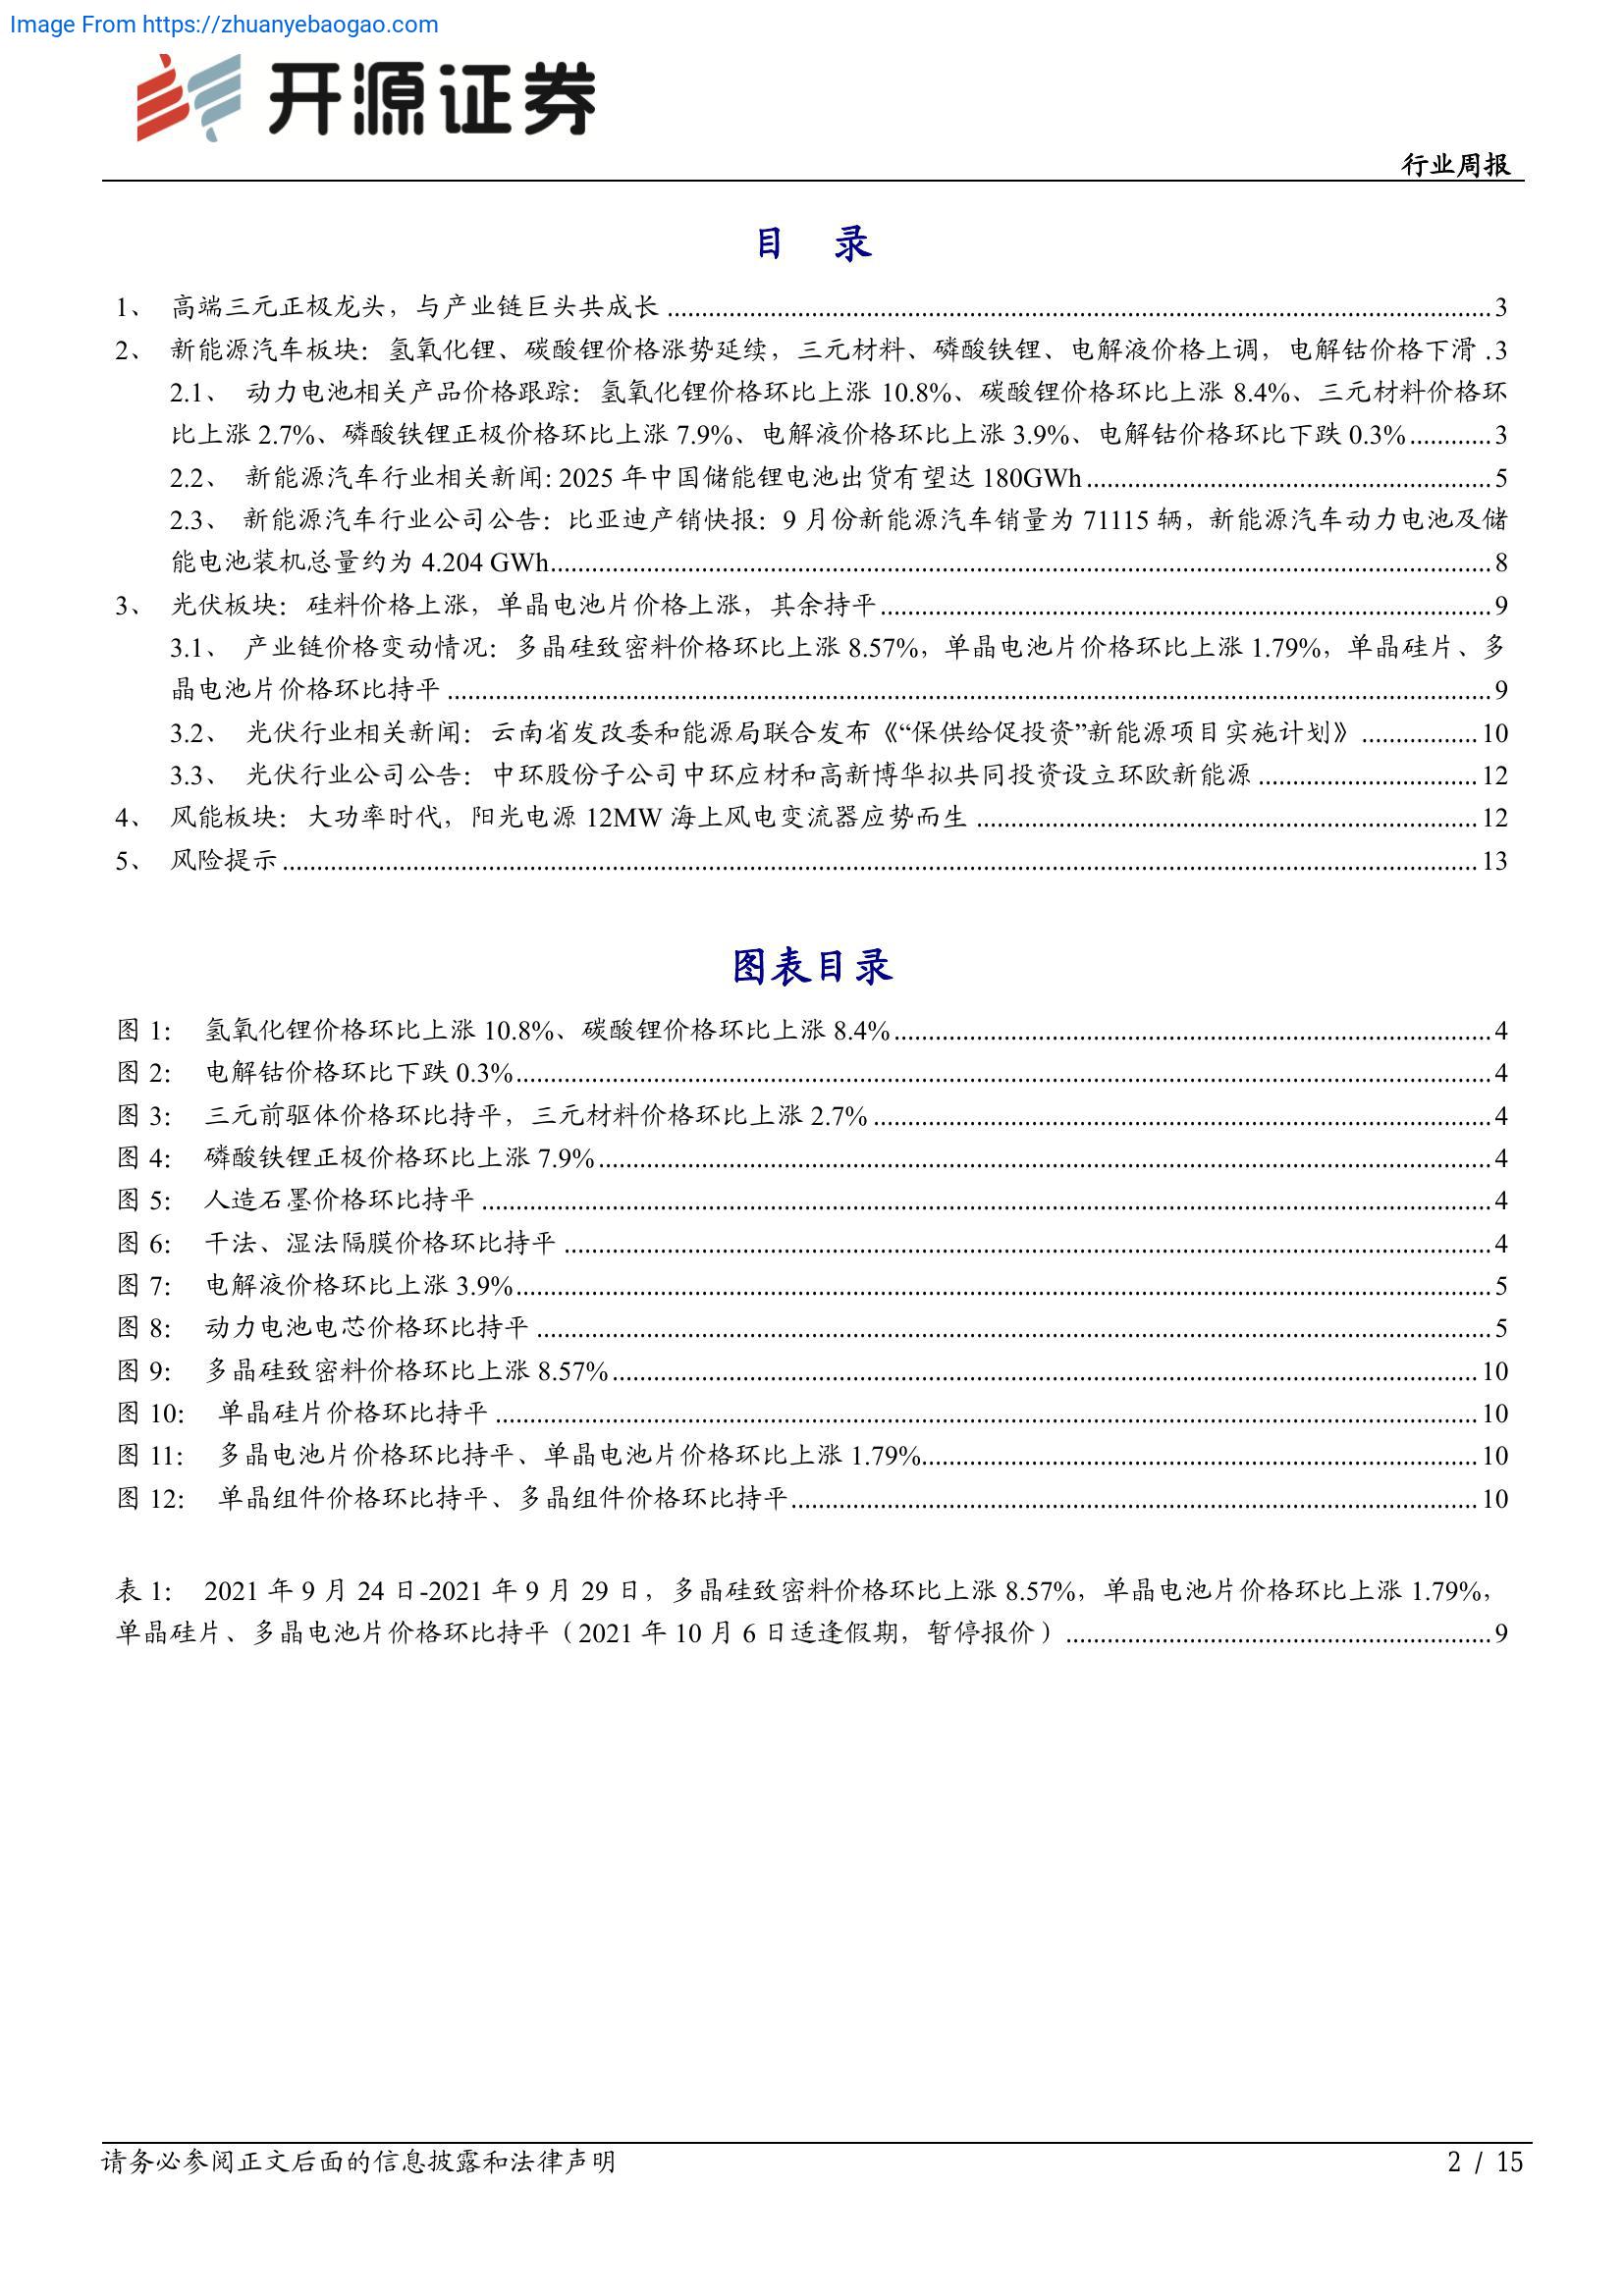 Image From https://zhuanyebaogao.com
开源证券
行业周报
目 录
1、 高端三元正极龙头，与产业链巨头共成长 ........ 3
2、 新能源汽车板块：氢氧化锂、碳酸锂价格涨势延续，三元材料、磷酸铁锂、电解液价格上调，电解钴价格下滑 . 3
2.1、 动力电池相关产品价格跟踪：氢氧化锂价格环比上涨 10.8%、碳酸锂价格环比上涨 8.4%、三元材料价格环
比上涨 2.7%、磷酸铁锂正极价格环比上涨 7.9%、电解液价格环比上涨 3.9%、电解钴价格环比下跌 0.3% ........ 3
2.2、 新能源汽车行业相关新闻: 2025 年中国储能锂电池出货有望达 180GWh ........ 5
2.3、 新能源汽车行业公司公告：比亚迪产销快报：9 月份新能源汽车销量为 71115 辆，新能源汽车动力电池及储
能电池装机总量约为 4.204 GWh ........ 8
3、 光伏板块：硅料价格上涨，单晶电池片价格上涨，其余持平 ........ 9
3.1、 产业链价格变动情况：多晶硅致密料价格环比上涨 8.57%，单晶电池片价格环比上涨 1.79%，单晶硅片、多
晶电池片价格环比持平 ........ 9
3.2、 光伏行业相关新闻：云南省发改委和能源局联合发布《“保供给促投资”新能源项目实施计划》 ........ 10
3.3、 光伏行业公司公告：中环股份子公司中环应材和高新博华拟共同投资设立环欧新能源 ........ 12
4、 风能板块：大功率时代，阳光电源 12MW 海上风电变流器应势而生 ........ 12
5、 风险提示 ........ 13
图表目录
图 1： 氢氧化锂价格环比上涨 10.8%、碳酸锂价格环比上涨 8.4% ........ 4
图 2： 电解钴价格环比下跌 0.3% ........ 4
图 3： 三元前驱体价格环比持平，三元材料价格环比上涨 2.7% ........ 4
图 4： 磷酸铁锂正极价格环比上涨 7.9% ........ 4
图 5： 人造石墨价格环比持平 ........ 4
图 6： 干法、湿法隔膜价格环比持平 ........ 4
图 7： 电解液价格环比上涨 3.9% ........ 5
图 8： 动力电池电芯价格环比持平 ........ 5
图 9： 多晶硅致密料价格环比上涨 8.57% ........ 10
图 10： 单晶硅片价格环比持平 ........ 10
图 11： 多晶电池片价格环比持平、单晶电池片价格环比上涨 1.79% ........ 10
图 12： 单晶组件价格环比持平、多晶组件价格环比持平 ........ 10
表 1： 2021 年 9 月 24 日-2021 年 9 月 29 日，多晶硅致密料价格环比上涨 8.57%，单晶电池片价格环比上涨 1.79%，
单晶硅片、多晶电池片价格环比持平（2021 年 10 月 6 日适逢假期，暂停报价） ........ 9
请务必参阅正文后面的信息披露和法律声明
2 / 15